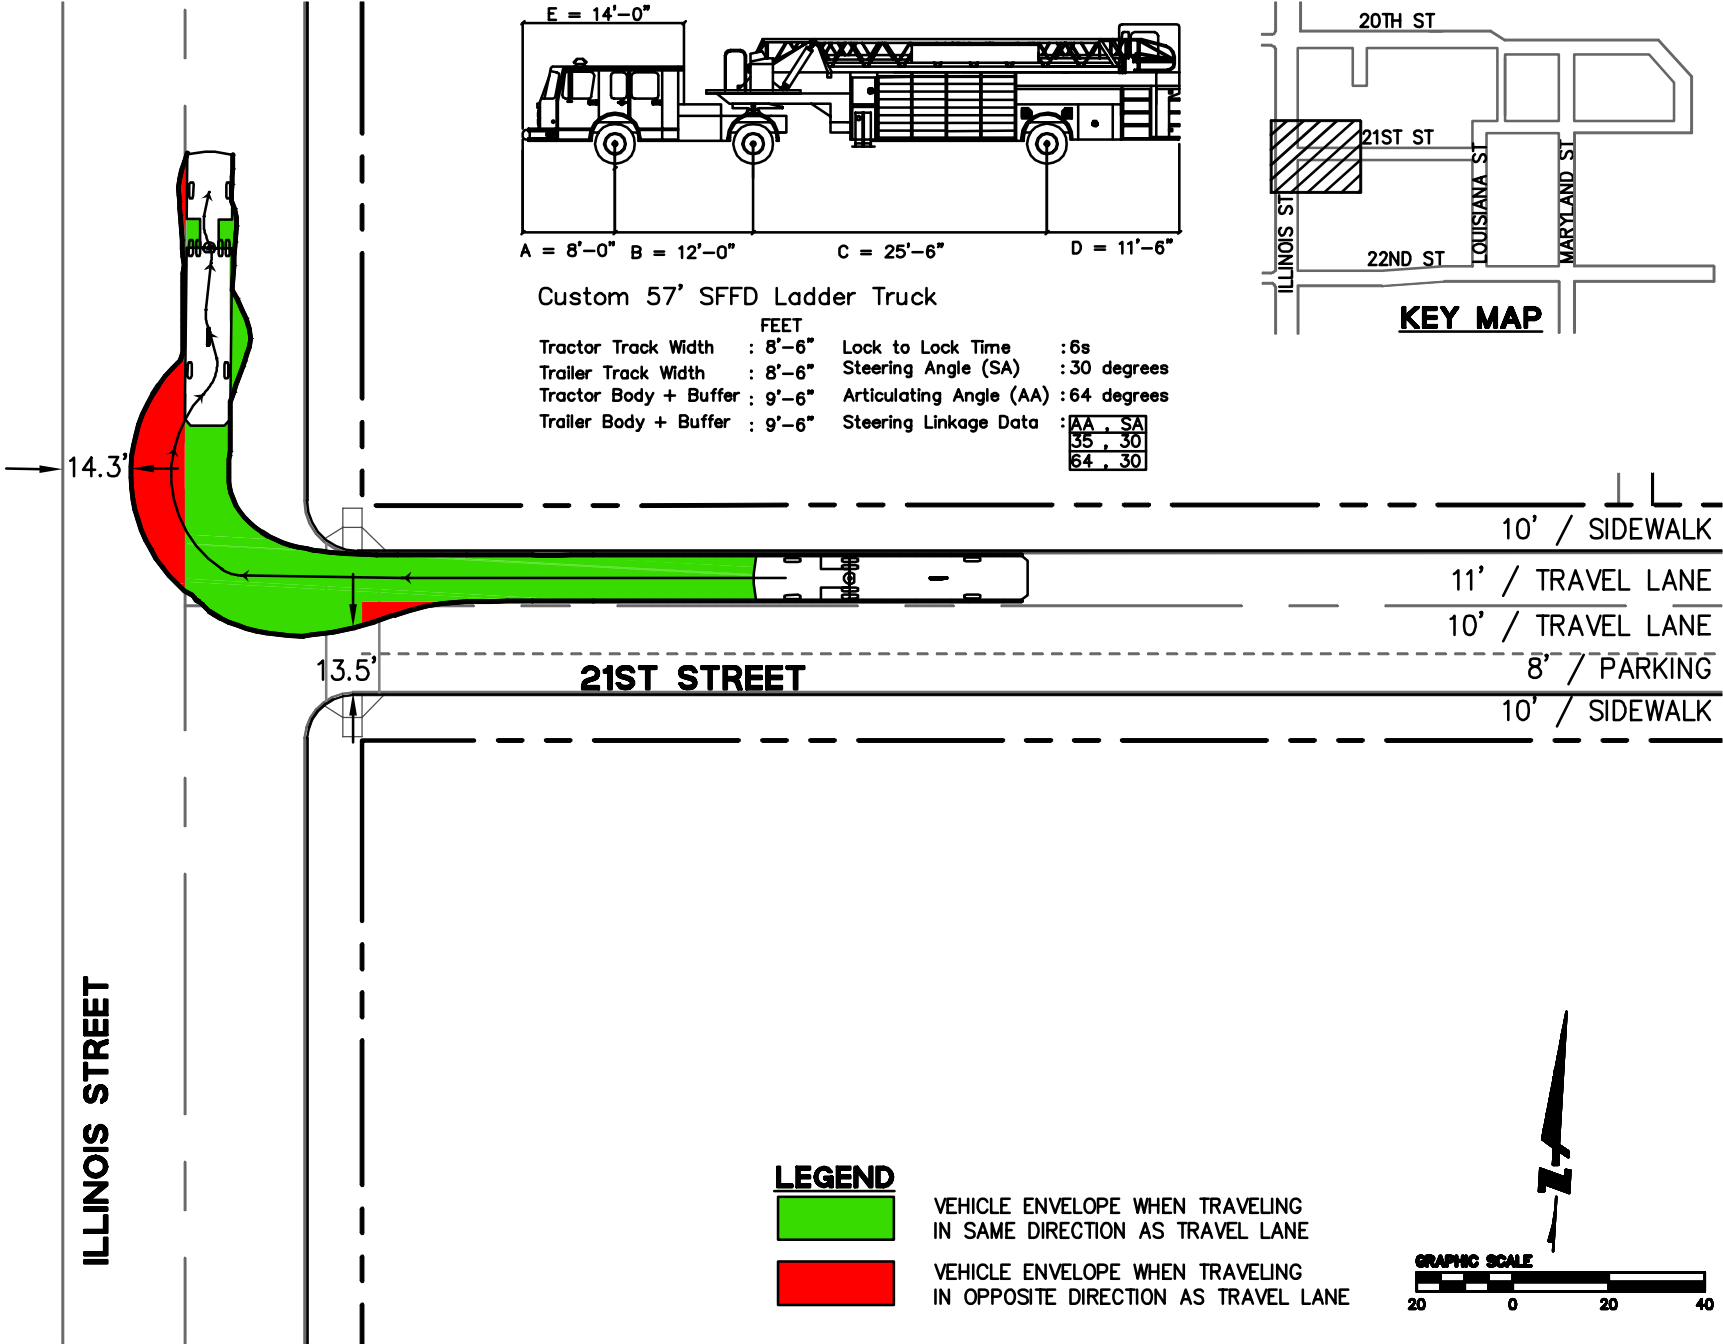 E = 14'-0"
A = 8'-0"
B = 12'-0"
C = 25'-6"
D = 11'-6"
Custom 57' SFFD Ladder Truck
FEET
Tractor Track Width : 8'-6"
Trailer Track Width : 8'-6"
Tractor Body + Buffer : 9'-6"
Trailer Body + Buffer : 9'-6"
Lock to Lock Time :6s
Steering Angle (SA) :30 degrees
Articulating Angle (AA) :64 degrees
Steering Linkage Data :
AA , SA
35 , 30
64 , 30
20TH ST
21ST ST
22ND ST
ILLINOIS ST
LOUISIANA ST
MARYLAND ST
KEY MAP
14.3'
10' / SIDEWALK
11' / TRAVEL LANE
10' / TRAVEL LANE
8' / PARKING
10' / SIDEWALK
13.5'
21ST STREET
ILLINOIS STREET
LEGEND
VEHICLE ENVELOPE WHEN TRAVELING
IN SAME DIRECTION AS TRAVEL LANE
VEHICLE ENVELOPE WHEN TRAVELING
IN OPPOSITE DIRECTION AS TRAVEL LANE
Z
GRAPHIC SCALE
20 0 20 40